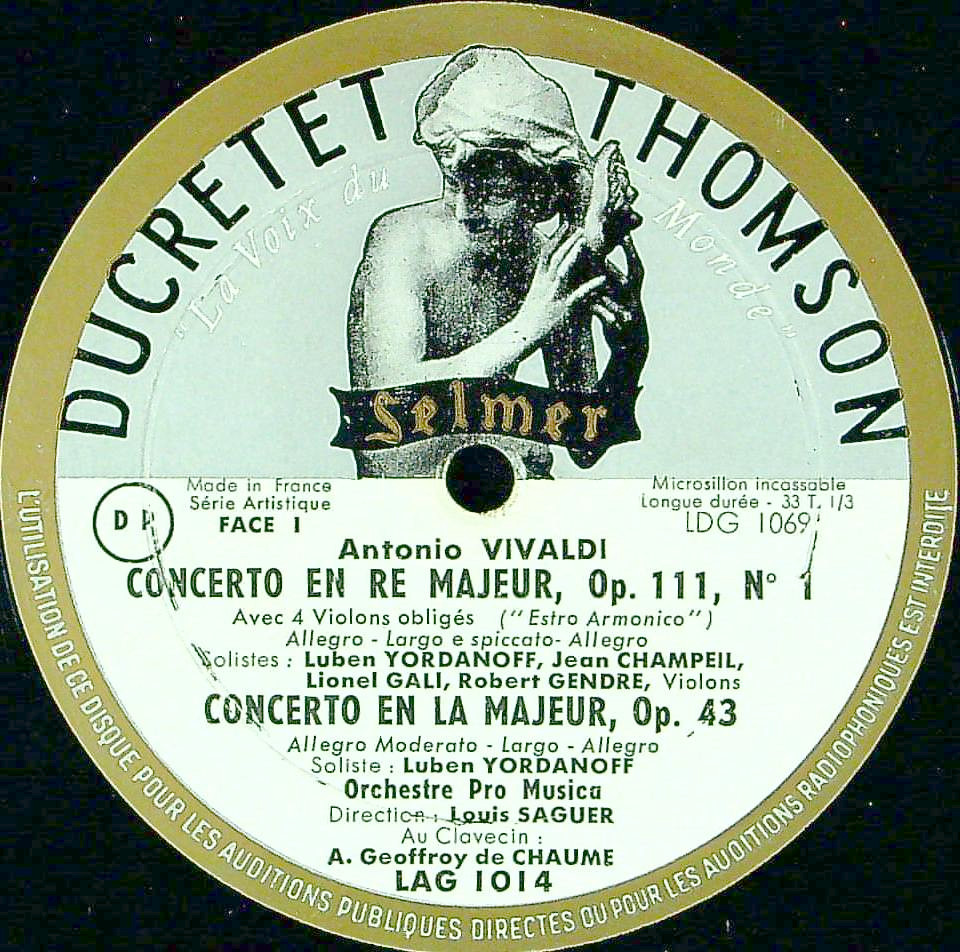 DUCRETET THOMSON
"La Voix du Monde"
Selmer
Made in France
Série Artistique
FACE I
D P
Microsillon incassable
Longue durée - 33 T. 1/3
LDG 1069
Antonio VIVALDI
CONCERTO EN RE MAJEUR, Op. 111, N° 1
Avec 4 Violons obligés ("Estro Armonico")
Allegro - Largo e spiccato- Allegro
Solistes : Luben YORDANOFF, Jean CHAMPEIL,
Lionel GALI, Robert GENDRE, Violons
CONCERTO EN LA MAJEUR, Op. 43
Allegro Moderato - Largo - Allegro
Soliste : Luben YORDANOFF
Orchestre Pro Musica
Direction : Louis SAGUER
Au Clavecin :
A. Geoffroy de CHAUME
LAG 1014
L'UTILISATION DE CE DISQUE POUR LES AUDITIONS PUBLIQUES DIRECTES OU POUR LES AUDITIONS RADIOPHONIQUES EST INTERDITE